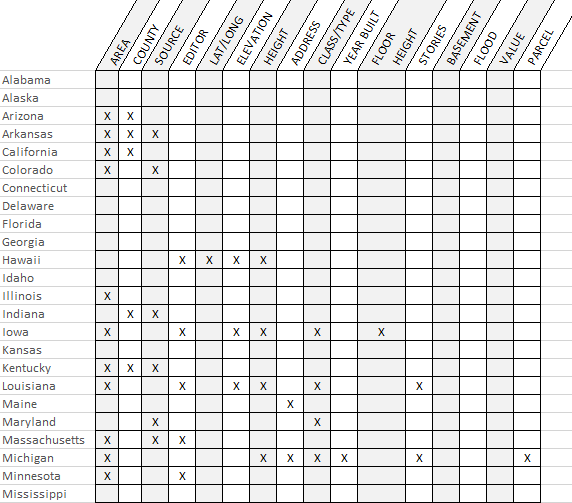 AREA COUNTY SOURCE EDITOR LAT/LONG ELEVATION HEIGHT ADDRESS CLASS/TYPE YEAR BUILT FLOOR HEIGHT STORIES BASEMENT FLOOD VALUE PARCEL
Alabama
Alaska
Arizona X X
Arkansas X X X
California X X
Colorado X X
Connecticut
Delaware
Florida
Georgia
Hawaii X X X X
Idaho
Illinois X
Indiana X X
Iowa X X X X X X
Kansas
Kentucky X X X
Louisiana X X X X X X
Maine X
Maryland X X
Massachusetts X X X
Michigan X X X X X X X
Minnesota X X
Mississippi